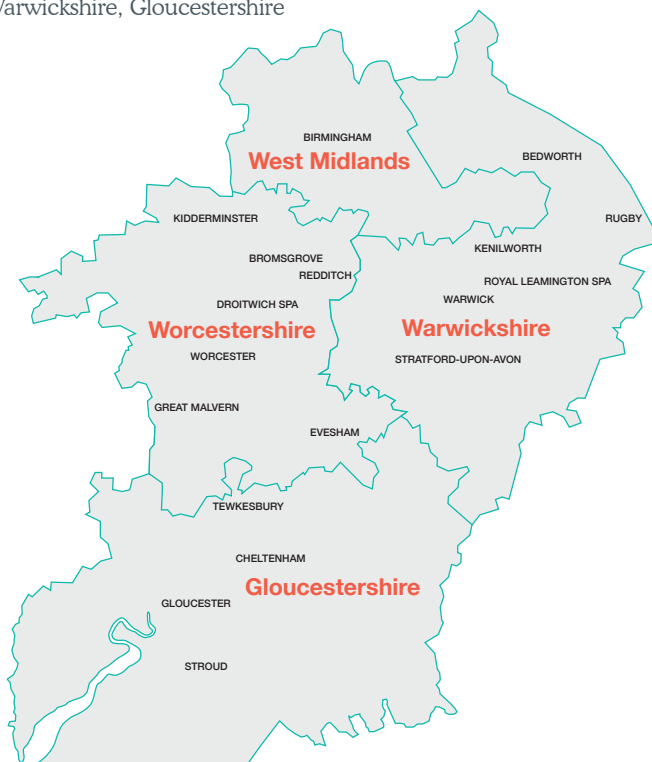 Warwickshire, Gloucestershire
BIRMINGHAM
West Midlands
BEDWORTH
KIDDERMINSTER
RUGBY
KENILWORTH
BROMSGROVE
REDDITCH
ROYAL LEAMINGTON SPA
WARWICK
DROITWICH SPA
Worcestershire
Warwickshire
WORCESTER
STRATFORD-UPON-AVON
GREAT MALVERN
EVESHAM
TEWKESBURY
CHELTENHAM
Gloucestershire
GLOUCESTER
STROUD